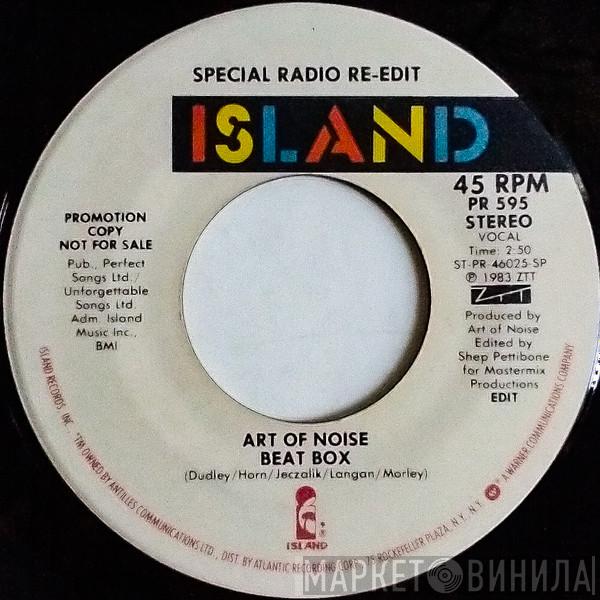 SPECIAL RADIO RE-EDIT
ISLAND
45 RPM
PR 595
STEREO
VOCAL
Time: 2:50
ST-PR-46025-SP
℗ 1983 ZTT
ZTT
PROMOTION
COPY
NOT FOR SALE
Pub., Perfect
Songs Ltd./
Unforgettable
Songs Ltd.
Adm. Island
Music Inc.,
BMI
Produced by
Art of Noise
Edited by
Shep Pettibone
for Mastermix
Productions
EDIT
ART OF NOISE
BEAT BOX
(Dudley/Horn/Jeczalik/Langan/Morley)
ISLAND
ISLAND RECORDS, INC. *TM OWNED BY ANTILLES COMMUNICATIONS LTD., DIST. BY ATLANTIC RECORDING CORP., 75 ROCKEFELLER PLAZA, N.Y., N.Y. A WARNER COMMUNICATIONS COMPANY
МАРКЕТ ВИНИЛА